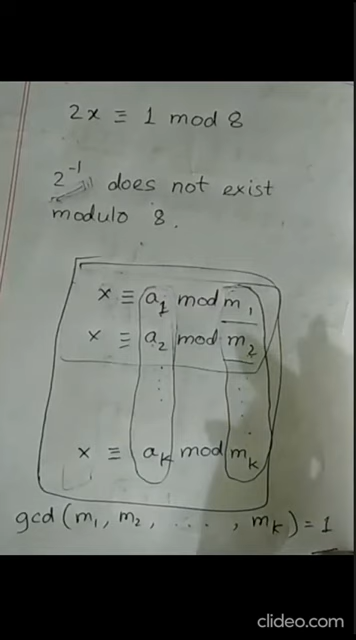 2x ≡ 1 mod 8
2⁻¹ does not exist
modulo 8.
x ≡ a₁ mod m₁
x ≡ a₂ mod m₂
x ≡ aₖ mod mₖ
gcd(m₁, m₂, ...., mₖ) = 1
clideo.com